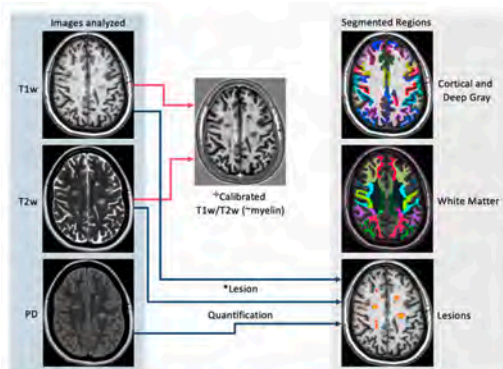 Images analyzed
Segmented Regions
T1w
Cortical and
Deep Gray
÷Calibrated
T1w/T2w (~myelin)
T2w
White Matter
*Lesion
Quantification
PD
Lesions